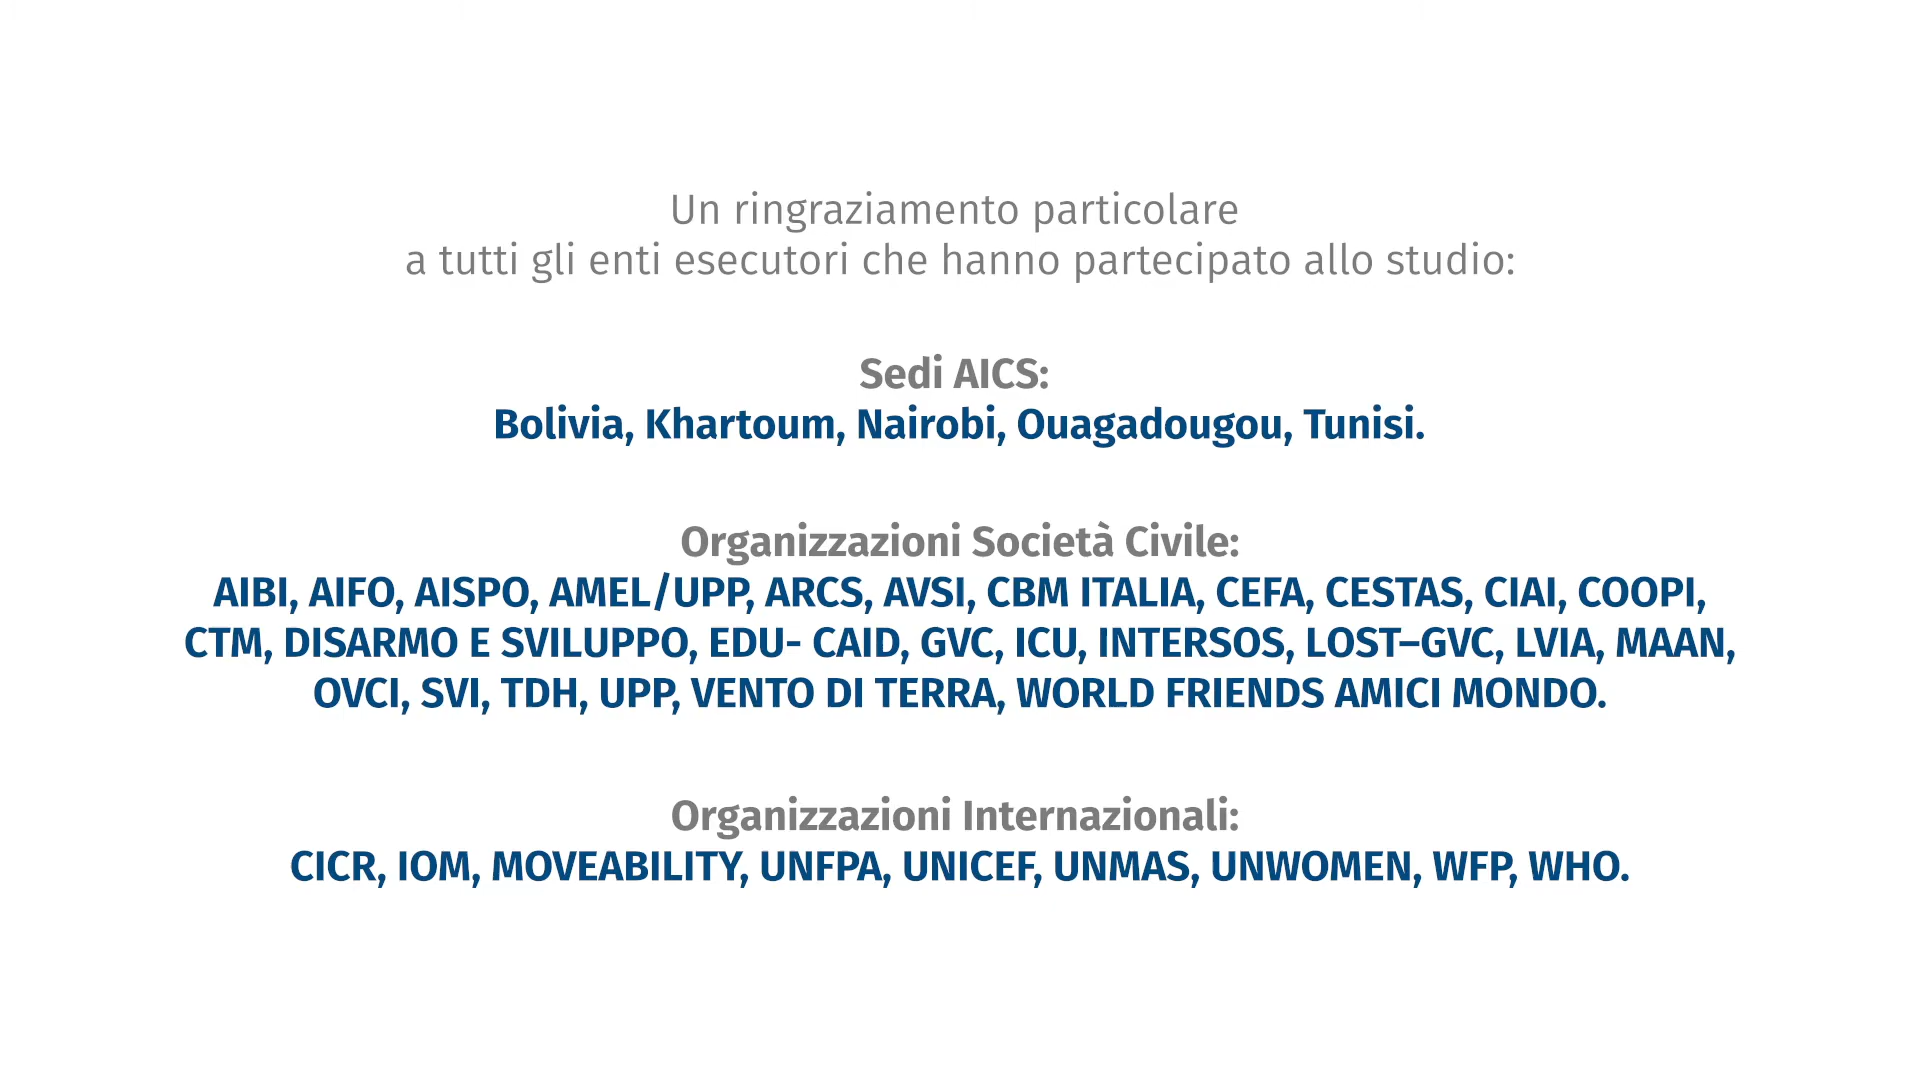 Un ringraziamento particolare
a tutti gli enti esecutori che hanno partecipato allo studio:
Sedi AICS:
Bolivia, Khartoum, Nairobi, Ouagadougou, Tunisi.
Organizzazioni Società Civile:
AIBI, AIFO, AISPO, AMEL/UPP, ARCS, AVSI, CBM ITALIA, CEFA, CESTAS, CIAI, COOPI,
CTM, DISARMO E SVILUPPO, EDU- CAID, GVC, ICU, INTERSOS, LOST–GVC, LVIA, MAAN,
OVCI, SVI, TDH, UPP, VENTO DI TERRA, WORLD FRIENDS AMICI MONDO.
Organizzazioni Internazionali:
CICR, IOM, MOVEABILITY, UNFPA, UNICEF, UNMAS, UNWOMEN, WFP, WHO.